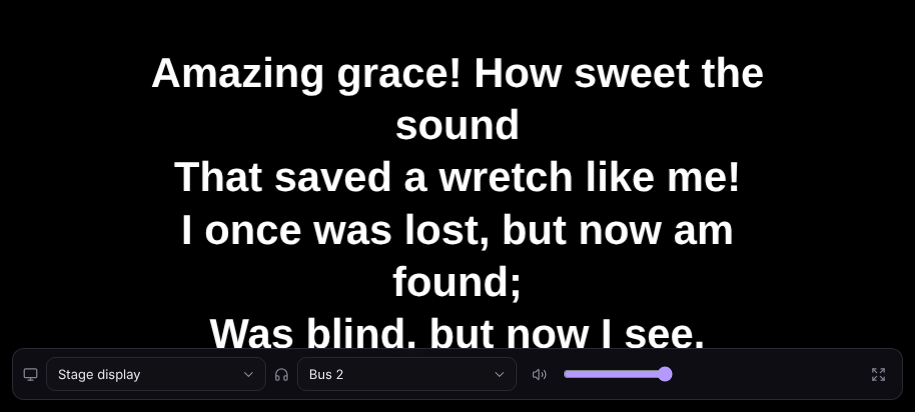 Amazing grace! How sweet the
sound
That saved a wretch like me!
I once was lost, but now am
found;
Was blind, but now I see.
Stage display
Bus 2